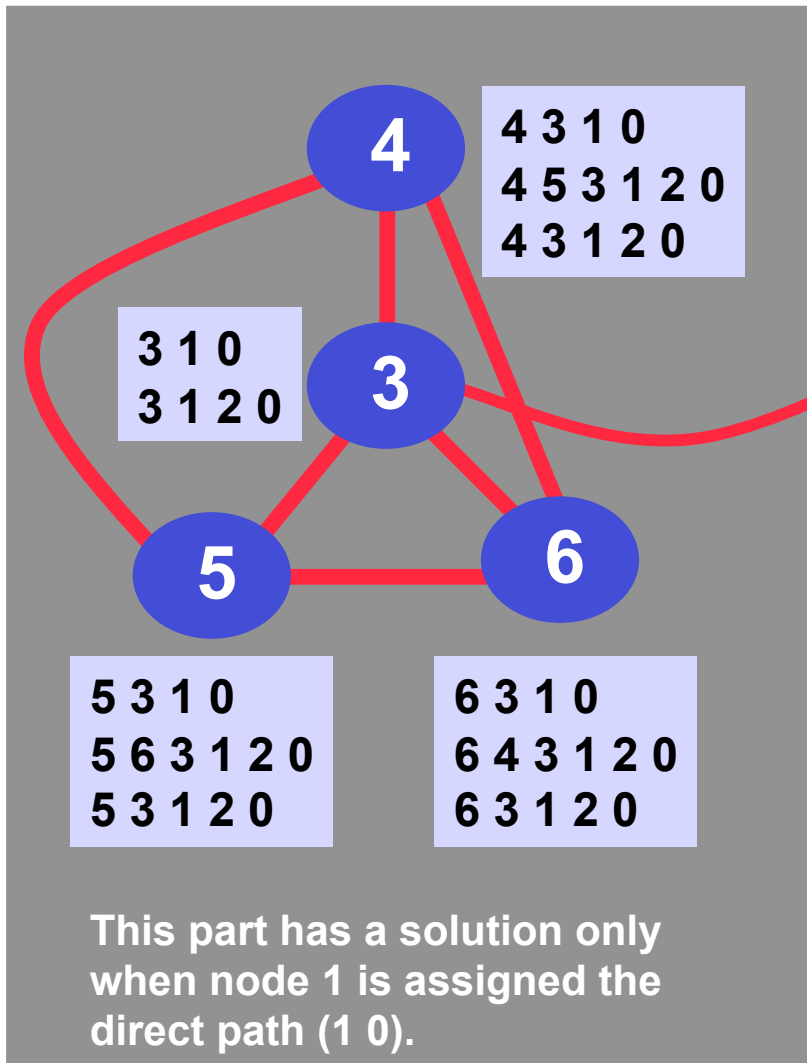 4
4 3 1 0
4 5 3 1 2 0
4 3 1 2 0
3 1 0
3 1 2 0
3
5
6
5 3 1 0
5 6 3 1 2 0
5 3 1 2 0
6 3 1 0
6 4 3 1 2 0
6 3 1 2 0
This part has a solution only
when node 1 is assigned the
direct path (1 0).